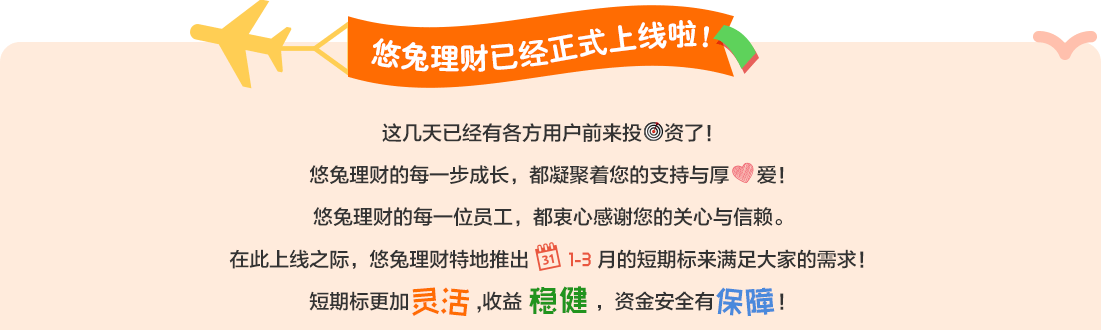 悠兔理财已经正式上线啦！
这几天已经有各方用户前来投资了！
悠兔理财的每一步成长，都凝聚着您的支持与厚爱！
悠兔理财的每一位员工，都衷心感谢您的关心与信赖。
在此上线之际，悠兔理财特地推出 31 1-3 月的短期标来满足大家的需求！
短期标更加灵活,收益 稳健 ，资金安全有保障！